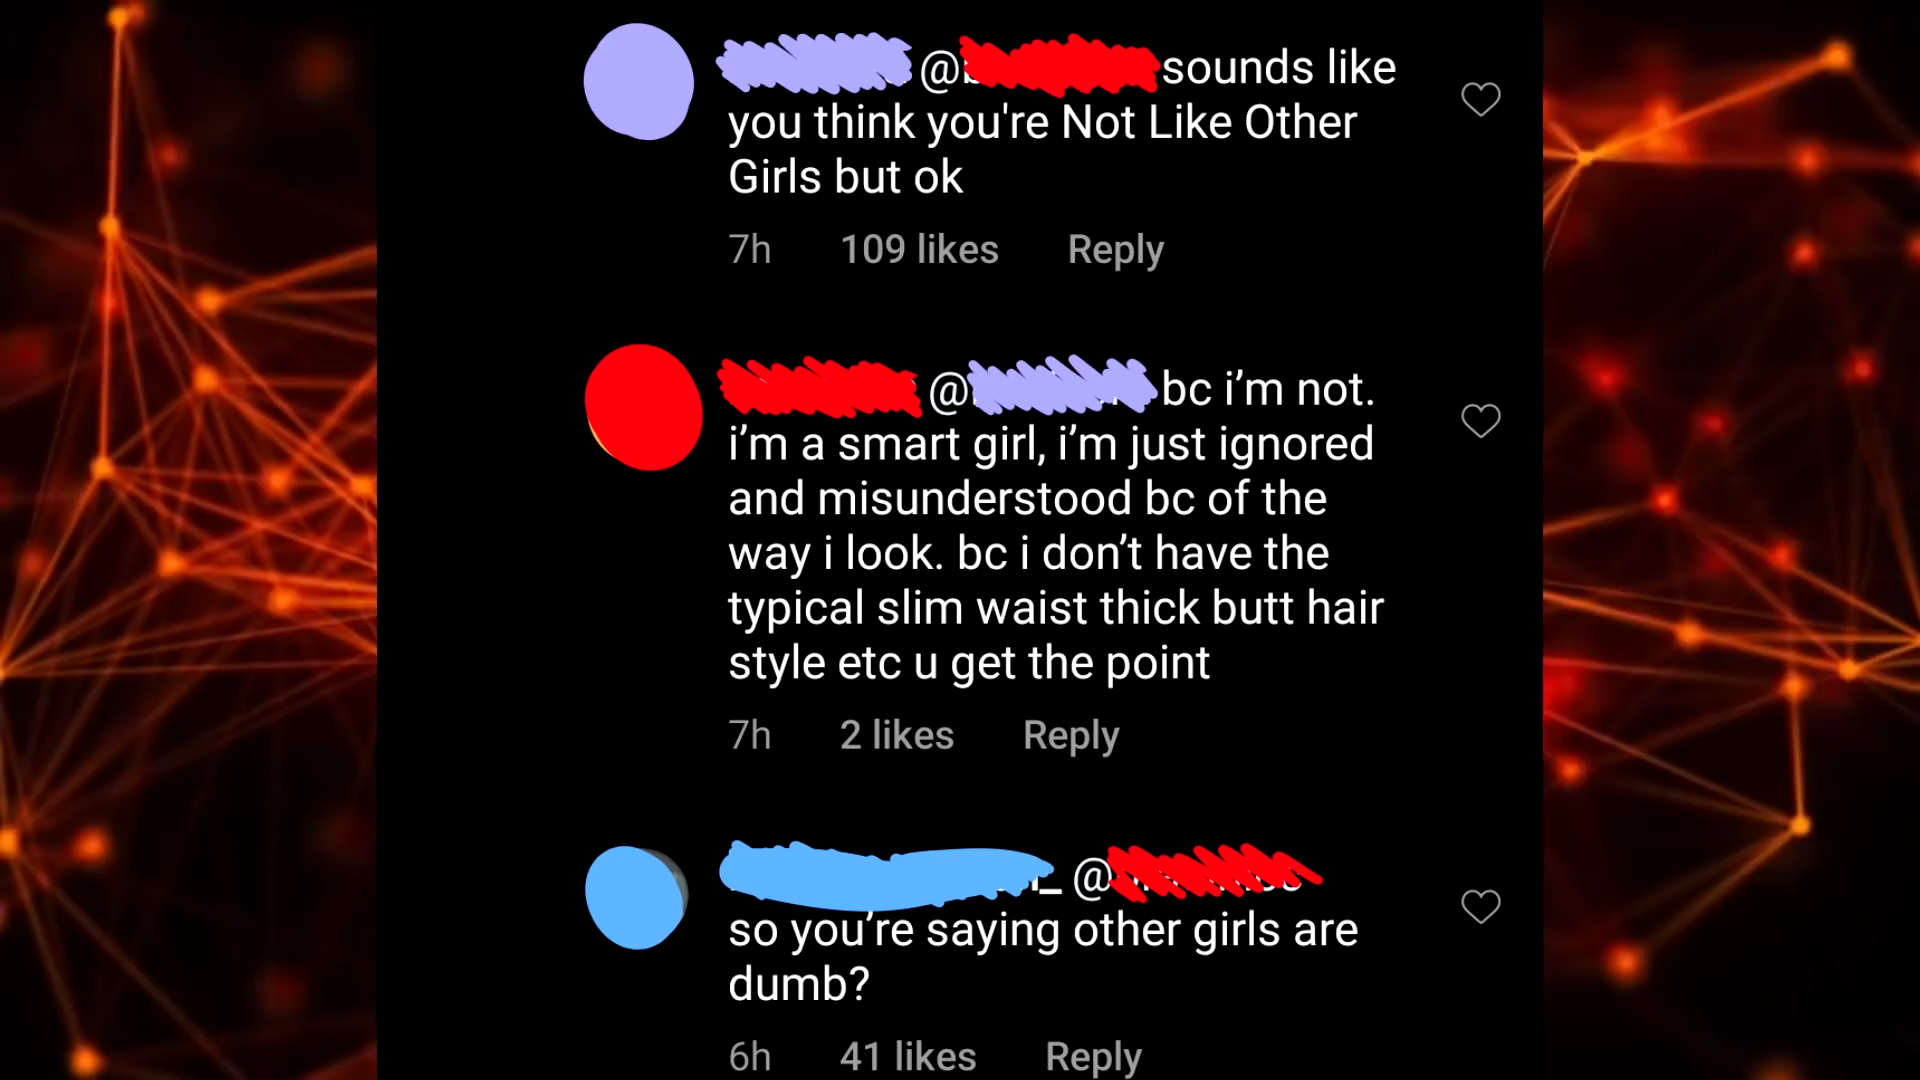 @ sounds like
you think you're Not Like Other
Girls but ok
7h 109 likes Reply
@ bc i’m not.
i’m a smart girl, i’m just ignored
and misunderstood bc of the
way i look. bc i don’t have the
typical slim waist thick butt hair
style etc u get the point
7h 2 likes Reply
_ @
so you’re saying other girls are
dumb?
6h 41 likes Reply